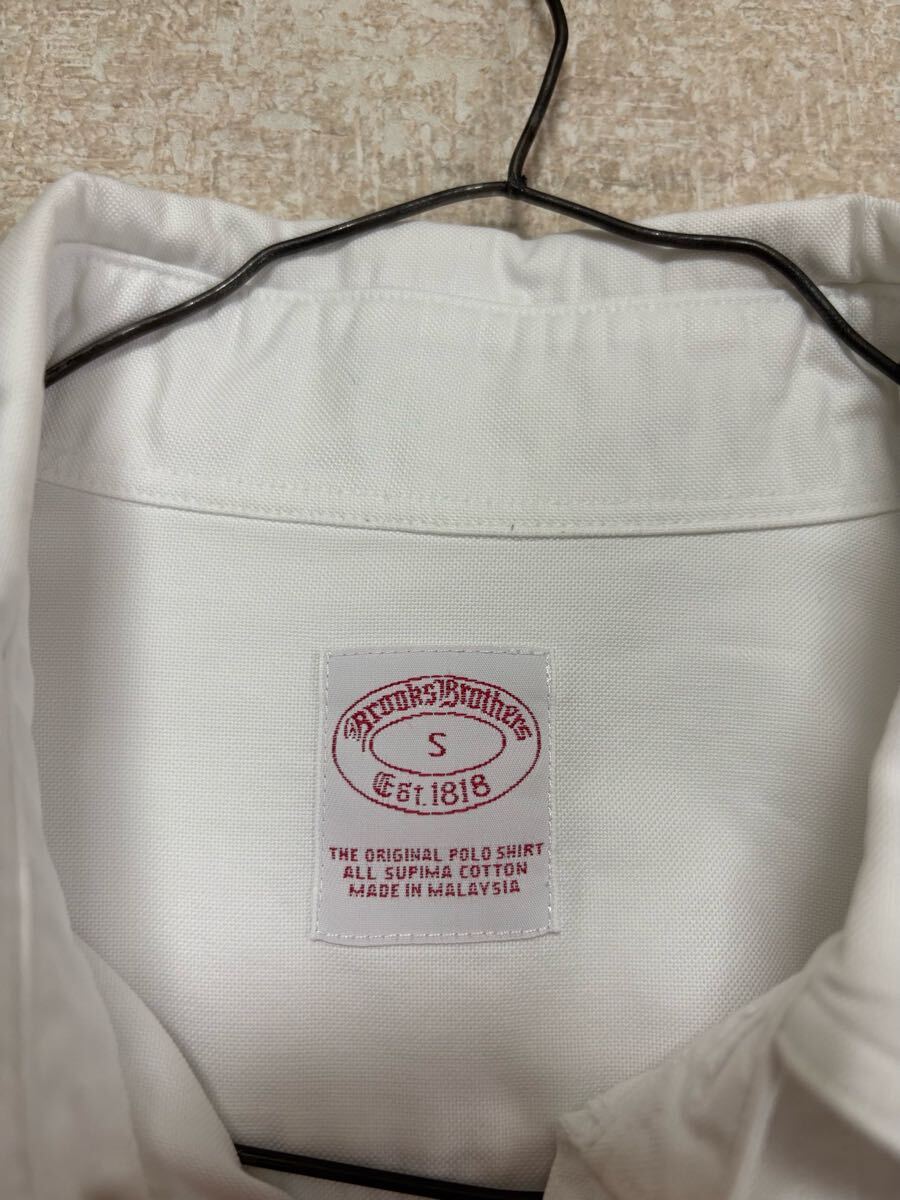 Brooks Brothers
S
Est. 1818
THE ORIGINAL POLO SHIRT
ALL SUPIMA COTTON
MADE IN MALAYSIA